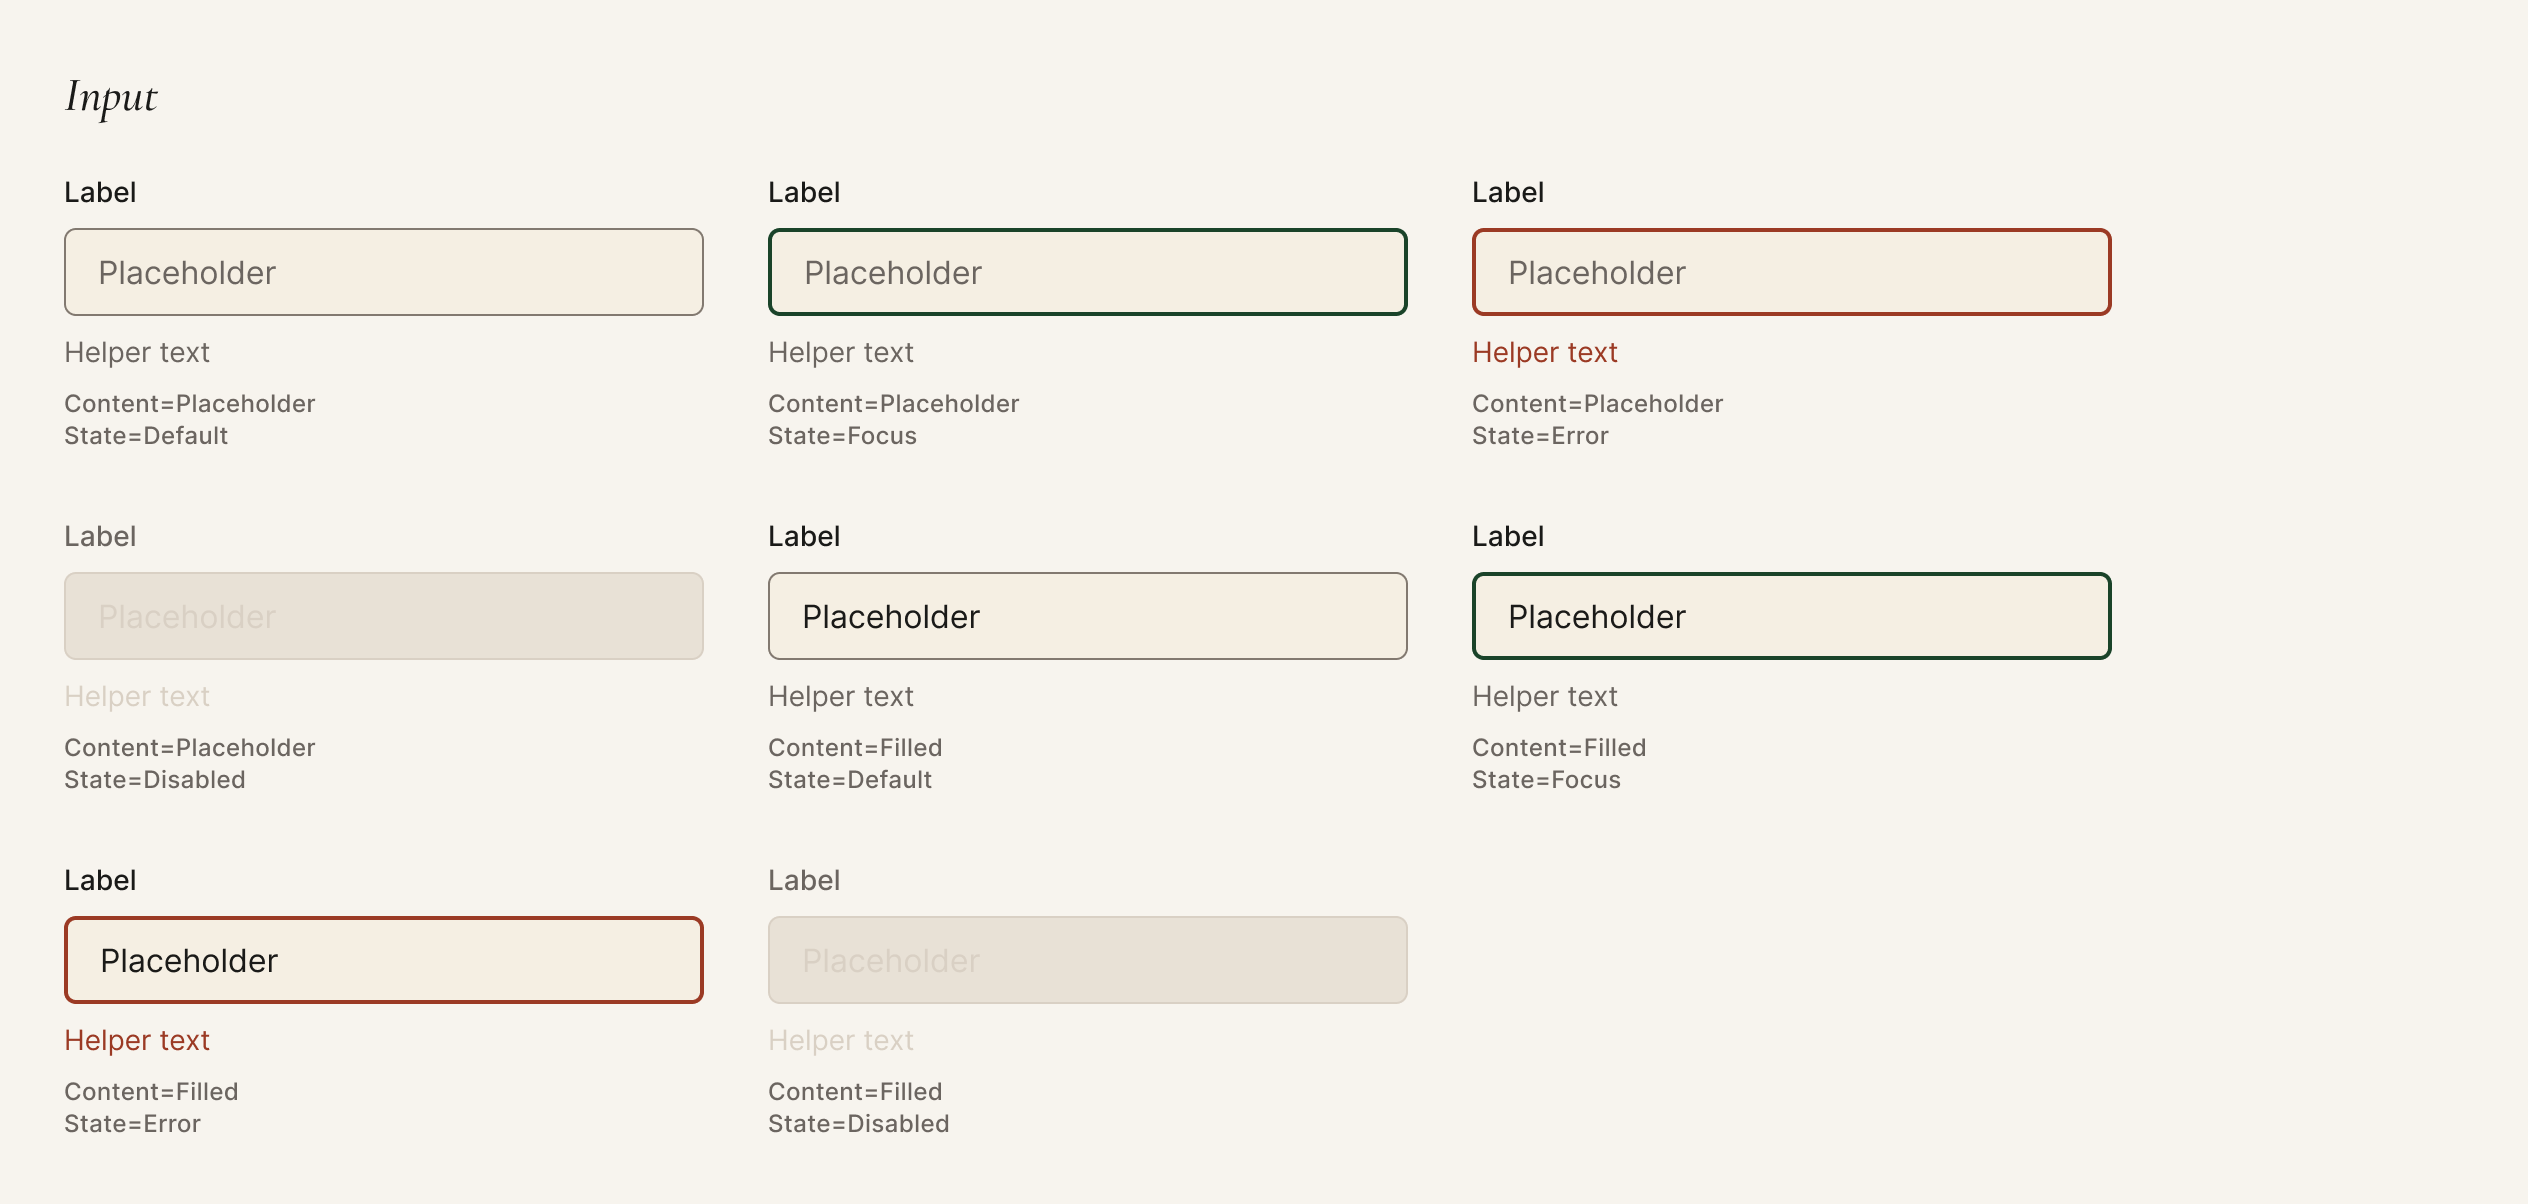 Input
Label
Label
Label
Placeholder
Placeholder
Placeholder
Helper text
Helper text
Helper text
Content=Placeholder
State=Default
Content=Placeholder
State=Focus
Content=Placeholder
State=Error
Label
Label
Label
Placeholder
Placeholder
Placeholder
Helper text
Helper text
Helper text
Content=Placeholder
State=Disabled
Content=Filled
State=Default
Content=Filled
State=Focus
Label
Label
Placeholder
Placeholder
Helper text
Helper text
Content=Filled
State=Error
Content=Filled
State=Disabled